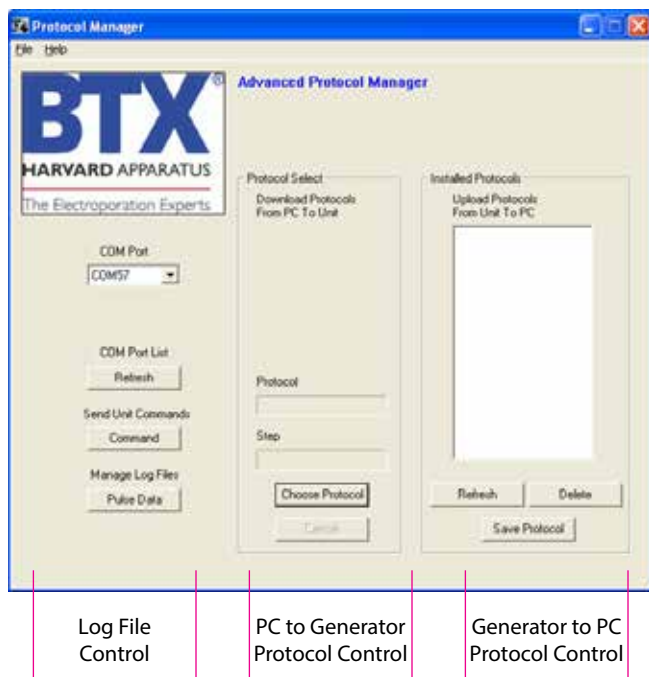 Protocol Manager
File Help
BTX®
HARVARD APPARATUS
The Electroporation Experts
Advanced Protocol Manager
COM Port
COM57
COM Port List
Refresh
Send Unit Commands
Command
Manage Log Files
Pulse Data
Protocol Select
Download Protocols
From PC To Unit
Protocol
Step
Choose Protocol
Cancel
Installed Protocols
Upload Protocols
From Unit To PC
Refresh Delete
Save Protocol
Log File
Control
PC to Generator
Protocol Control
Generator to PC
Protocol Control